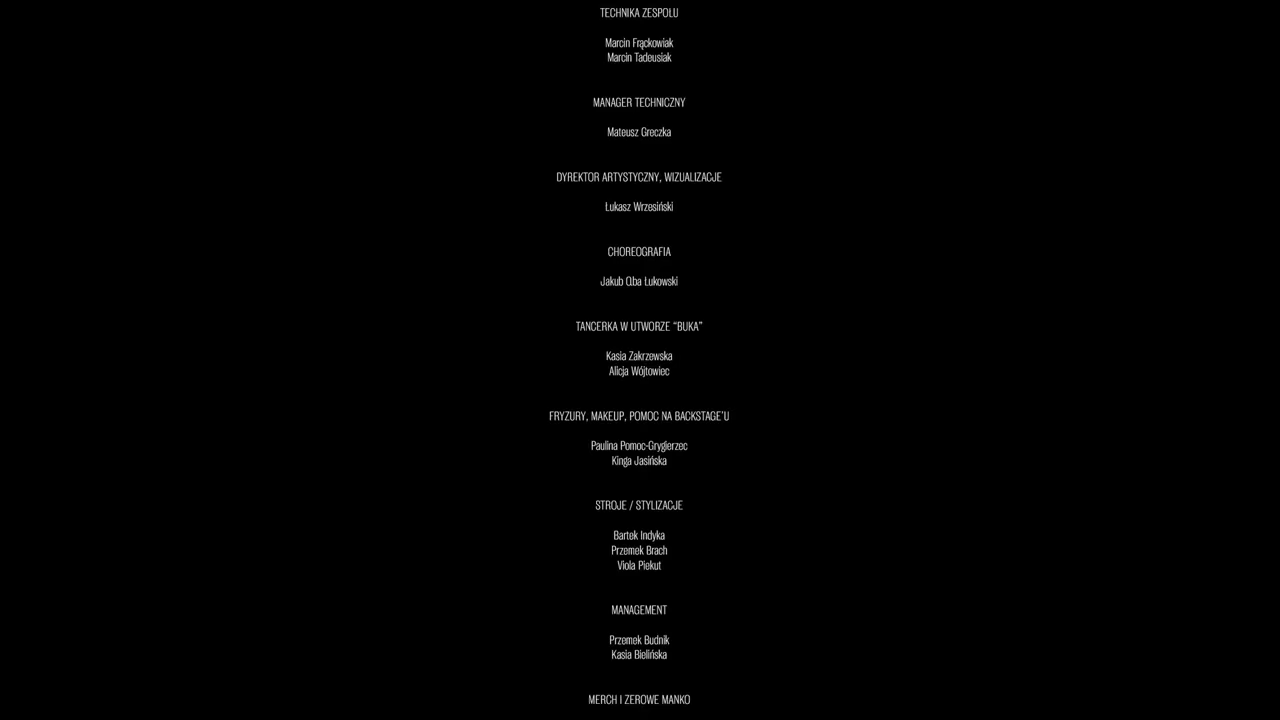 TECHNIKA ZESPOŁU
Marcin Frąckowiak
Marcin Tadeusiak
MANAGER TECHNICZNY
Mateusz Greczka
DYREKTOR ARTYSTYCZNY, WIZUALIZACJE
Łukasz Wrzesiński
CHOREOGRAFIA
Jakub Qba Łukowski
TANCERKA W UTWORZE “BUKA”
Kasia Zakrzewska
Alicja Wójtowiec
FRYZURY, MAKEUP, POMOC NA BACKSTAGE’U
Paulina Pomoc-Grygierzec
Kinga Jasińska
STROJE / STYLIZACJE
Bartek Indyka
Przemek Brach
Viola Piekut
MANAGEMENT
Przemek Budnik
Kasia Bielińska
MERCH I ZEROWE MANKO